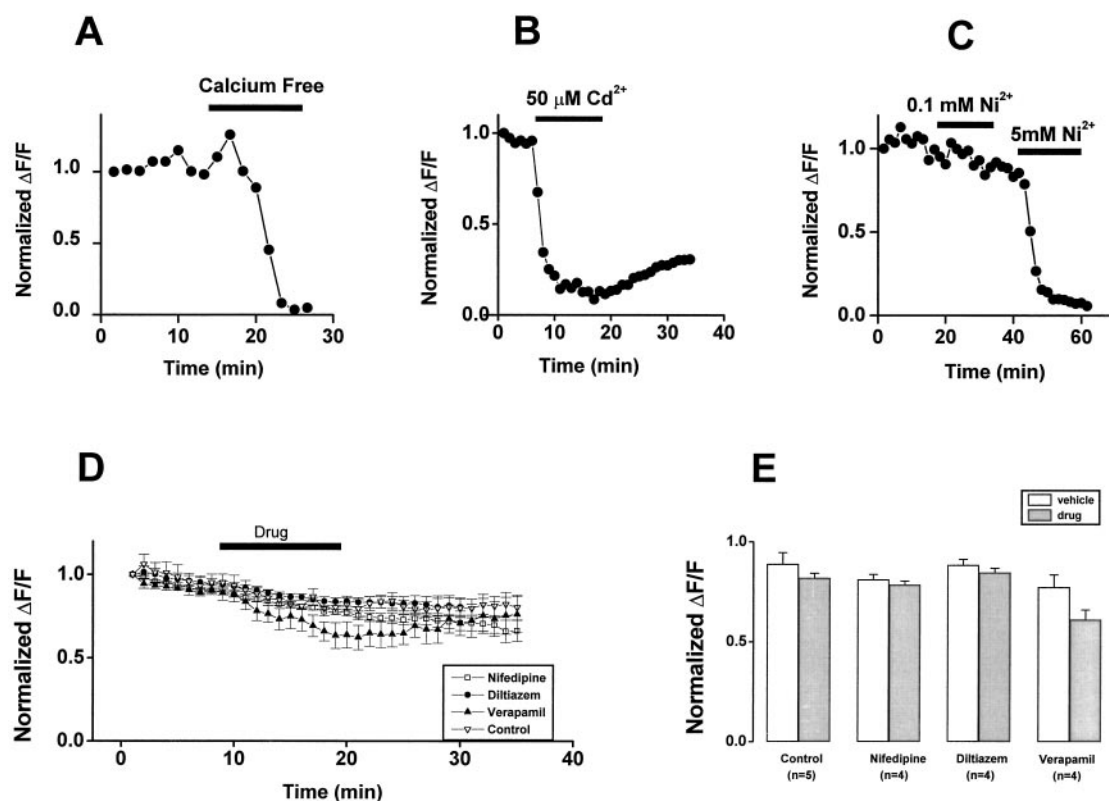 A
Calcium Free
Normalized ΔF/F
1.0
0.5
0.0
0 10 20 30
Time (min)
B
50 μM Cd²⁺
Normalized ΔF/F
1.0
0.5
0.0
0 10 20 30 40
Time (min)
C
0.1 mM Ni²⁺
5mM Ni²⁺
Normalized ΔF/F
1.0
0.5
0.0
0 20 40 60
Time (min)
D
Drug
Normalized ΔF/F
1.0
0.5
0.0
Nifedipine
Diltiazem
Verapamil
Control
0 10 20 30 40
Time (min)
E
vehicle
drug
Normalized ΔF/F
1.0
0.5
0.0
Control Nifedipine Diltiazem Verapamil
(n=5) (n=4) (n=4) (n=4)